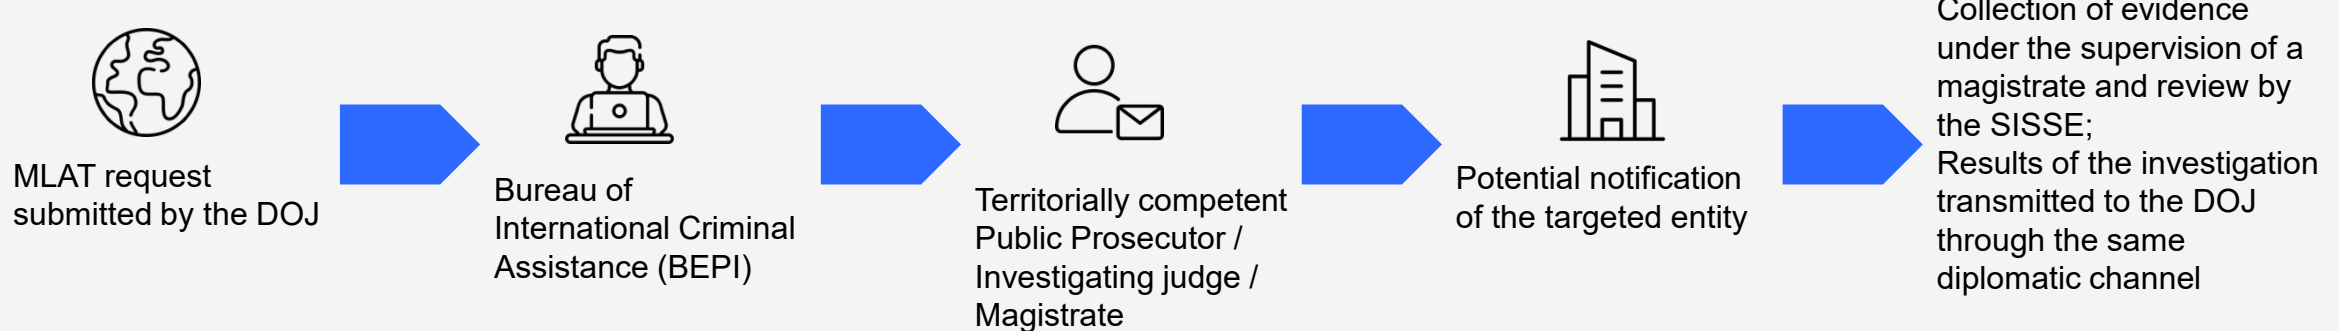 MLAT request
submitted by the DOJ
Bureau of
International Criminal
Assistance (BEPI)
Territorially competent
Public Prosecutor /
Investigating judge /
Magistrate
Potential notification
of the targeted entity
Collection of evidence
under the supervision of a
magistrate and review by
the SISSE;
Results of the investigation
transmitted to the DOJ
through the same
diplomatic channel